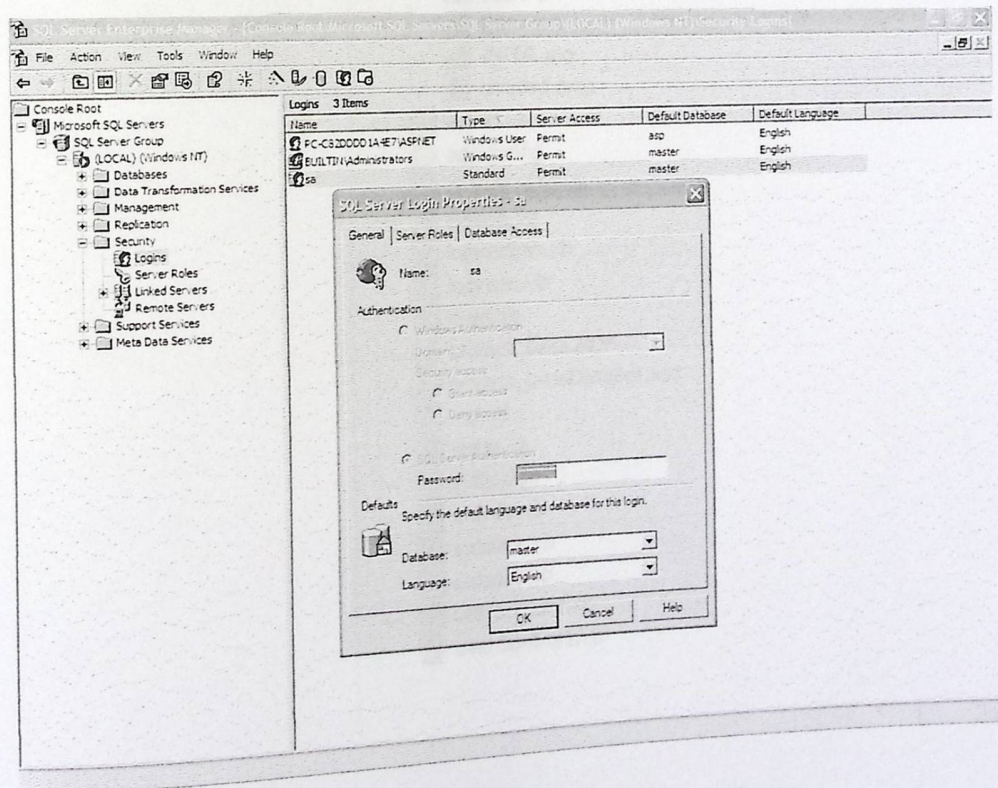 SQL Server Enterprise Manager - [Console Root\Microsoft SQL Servers\SQL Server Group\(LOCAL) (Windows NT)\Security\Logins]
File Action View Tools Window Help
Console Root
Microsoft SQL Servers
SQL Server Group
(LOCAL) (Windows NT)
Databases
Data Transformation Services
Management
Replication
Security
Logins
Server Roles
Linked Servers
Remote Servers
Support Services
Meta Data Services
Logins 3 Items
Name Type Server Access Default Database Default Language
\ASPNET Windows User Permit asp English
BUILTIN\Administrators Windows G... Permit master English
sa Standard Permit master English
SQL Server Login Properties - sa
General Server Roles Database Access
Name: sa
Authentication
Windows Authentication
Domain:
Security access:
Grant access
Deny access
SQL Server Authentication
Password:
Defaults
Specify the default language and database for this login.
Database: master
Language: English
OK Cancel Help